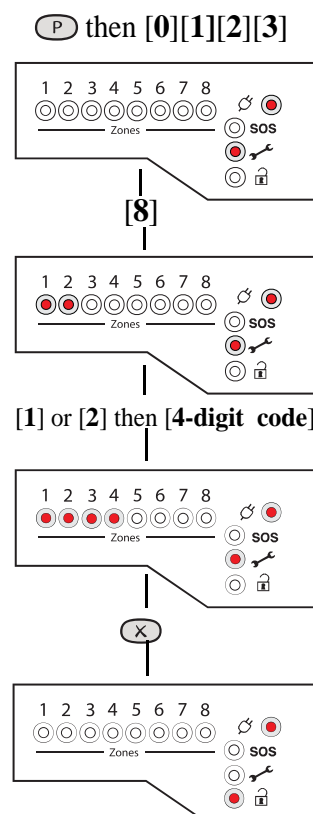 P then [0][1][2][3]
1 2 3 4 5 6 7 8
SOS
Zones
[8]
1 2 3 4 5 6 7 8
SOS
Zones
[1] or [2] then [4-digit code]
1 2 3 4 5 6 7 8
SOS
Zones
X
1 2 3 4 5 6 7 8
SOS
Zones